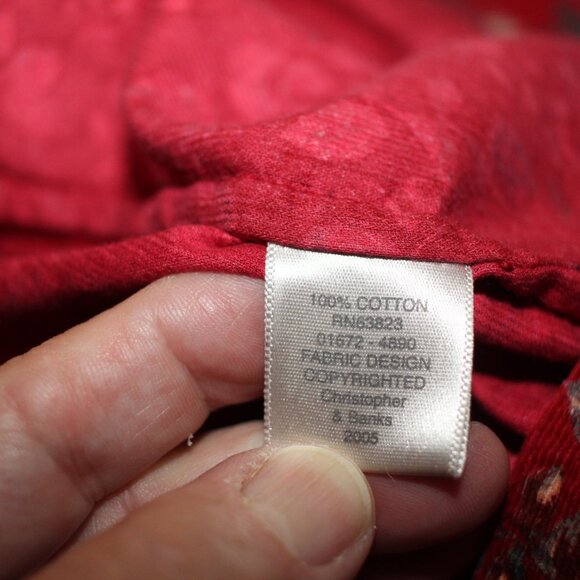 100% COTTON
RN63823
01672 - 4890
FABRIC DESIGN
COPYRIGHTED
Christopher
& Banks
2005